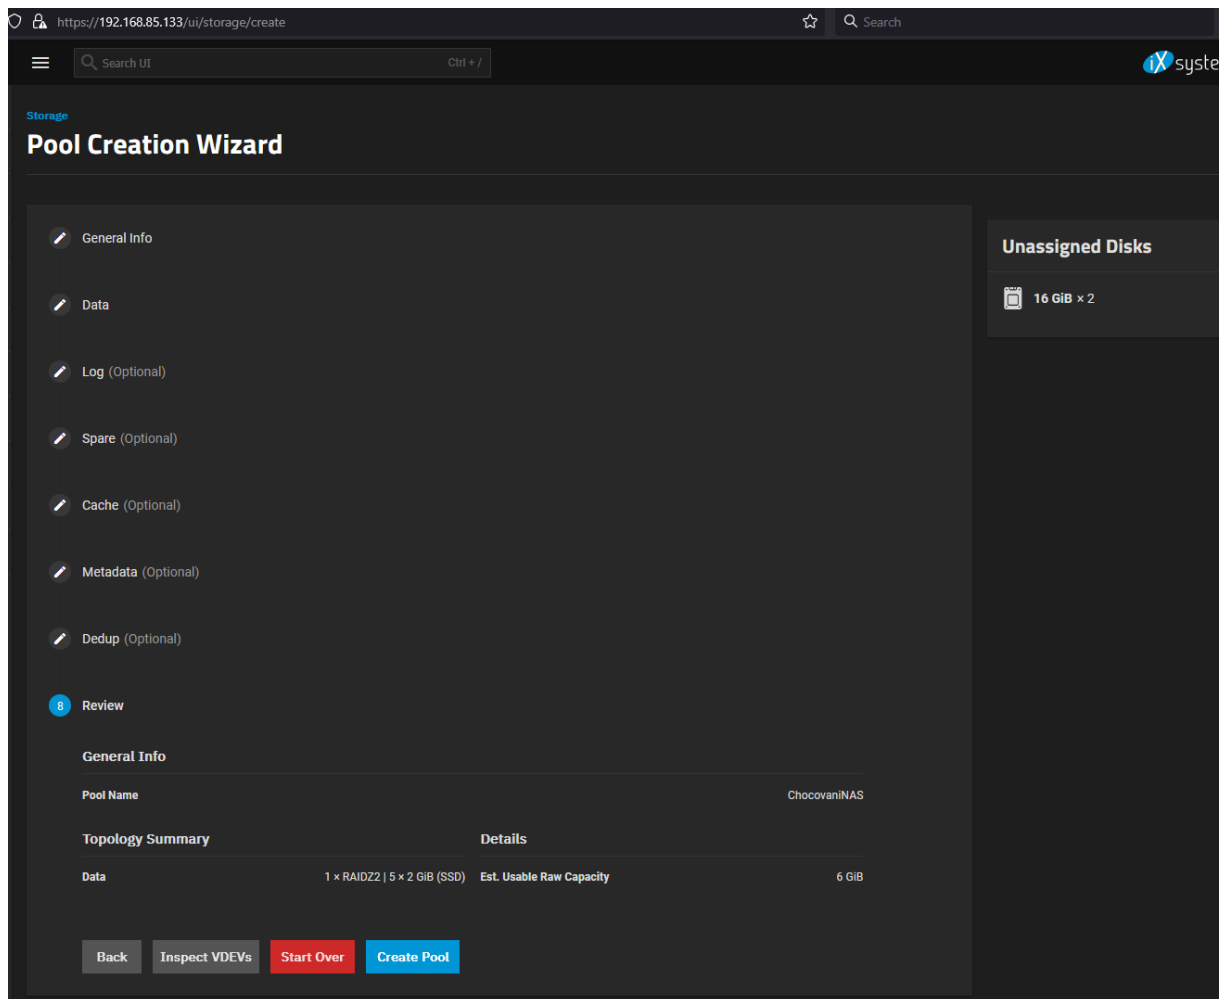 https://192.168.85.133/ui/storage/create
Search
Search UI
Ctrl + /
iXsyste
Storage
Pool Creation Wizard
General Info
Unassigned Disks
Data
16 GiB × 2
Log (Optional)
Spare (Optional)
Cache (Optional)
Metadata (Optional)
Dedup (Optional)
8 Review
General Info
Pool Name ChocovaniNAS
Topology Summary
Details
Data 1 × RAIDZ2 | 5 × 2 GiB (SSD)
Est. Usable Raw Capacity 6 GiB
Back
Inspect VDEVs
Start Over
Create Pool